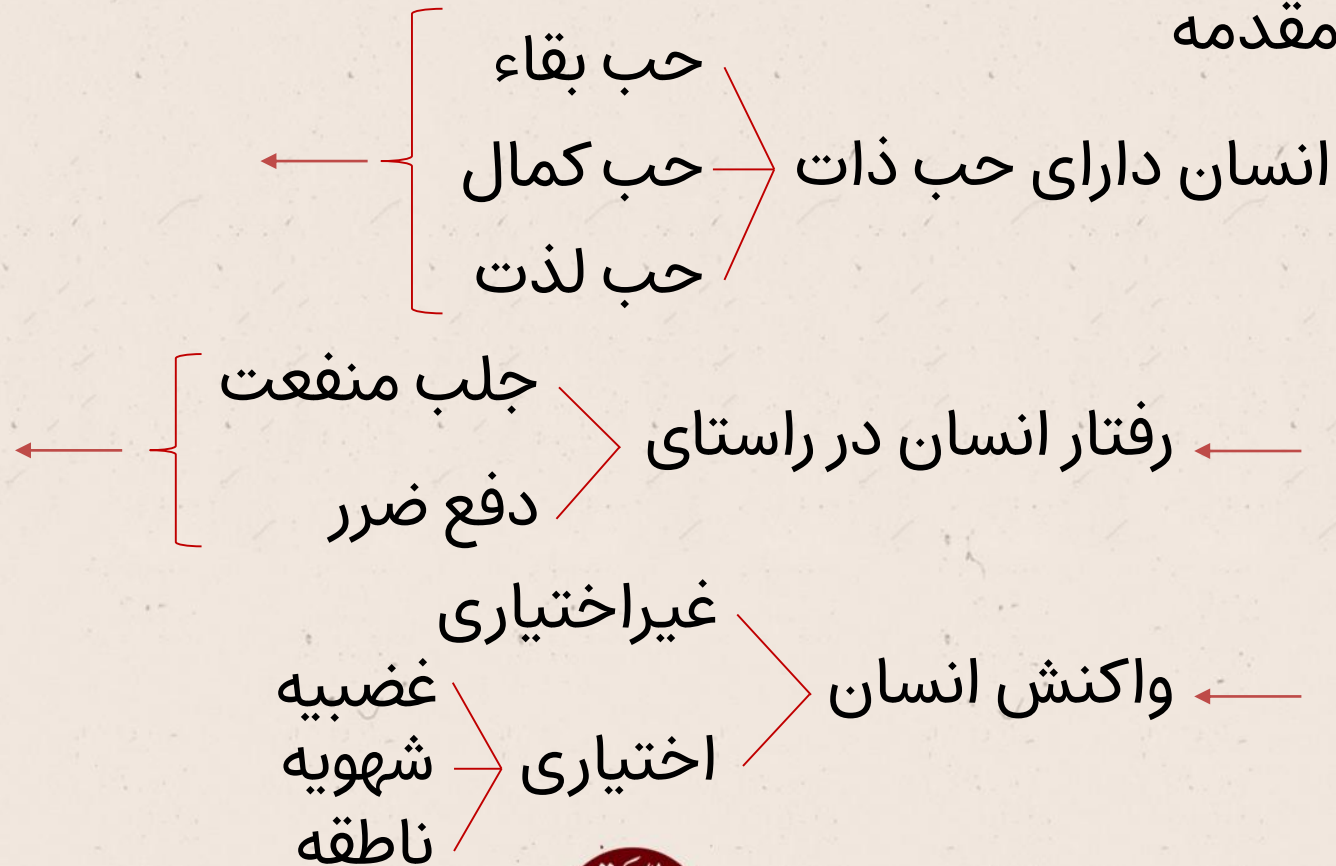 مقدمه
انسان دارای حب ذات
حب بقاء
حب کمال
حب لذت
رفتار انسان در راستای
جلب منفعت
دفع ضرر
واکنش انسان
غیراختیاری
اختیاری
غضبیه
شهویه
ناطقه